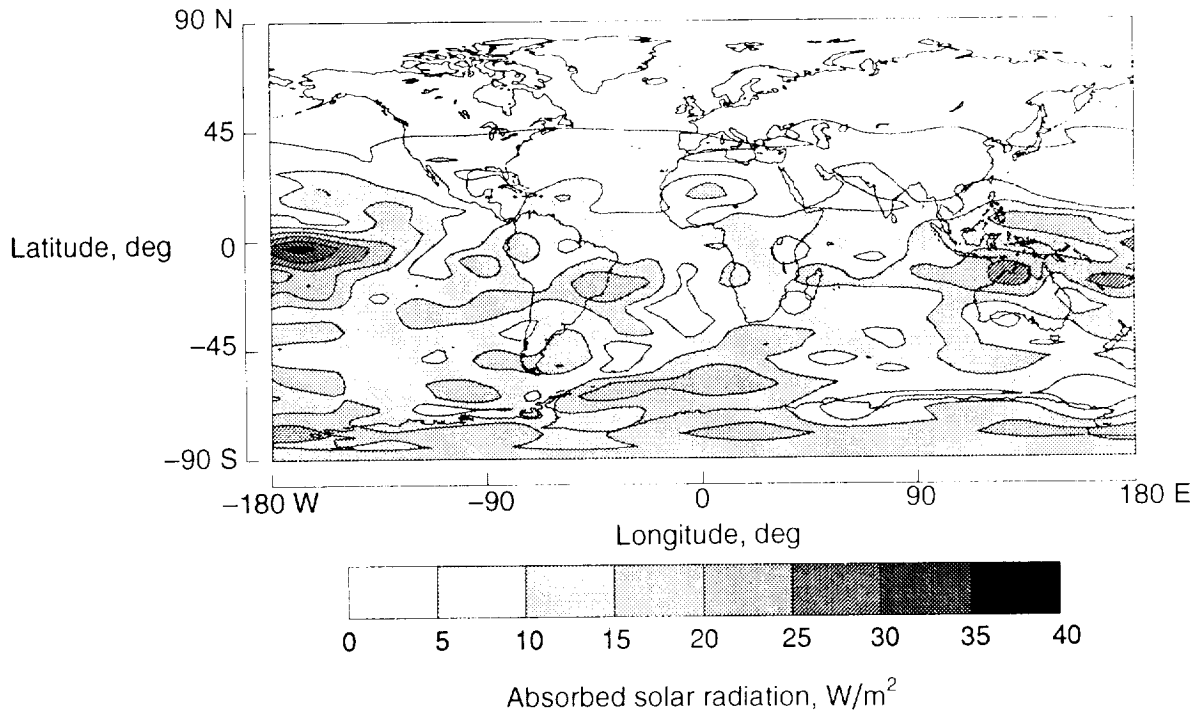 90 N
45
Latitude, deg
0
−45
−90 S
−180 W −90 0 90 180 E
Longitude, deg
0 5 10 15 20 25 30 35 40
Absorbed solar radiation, W/m²